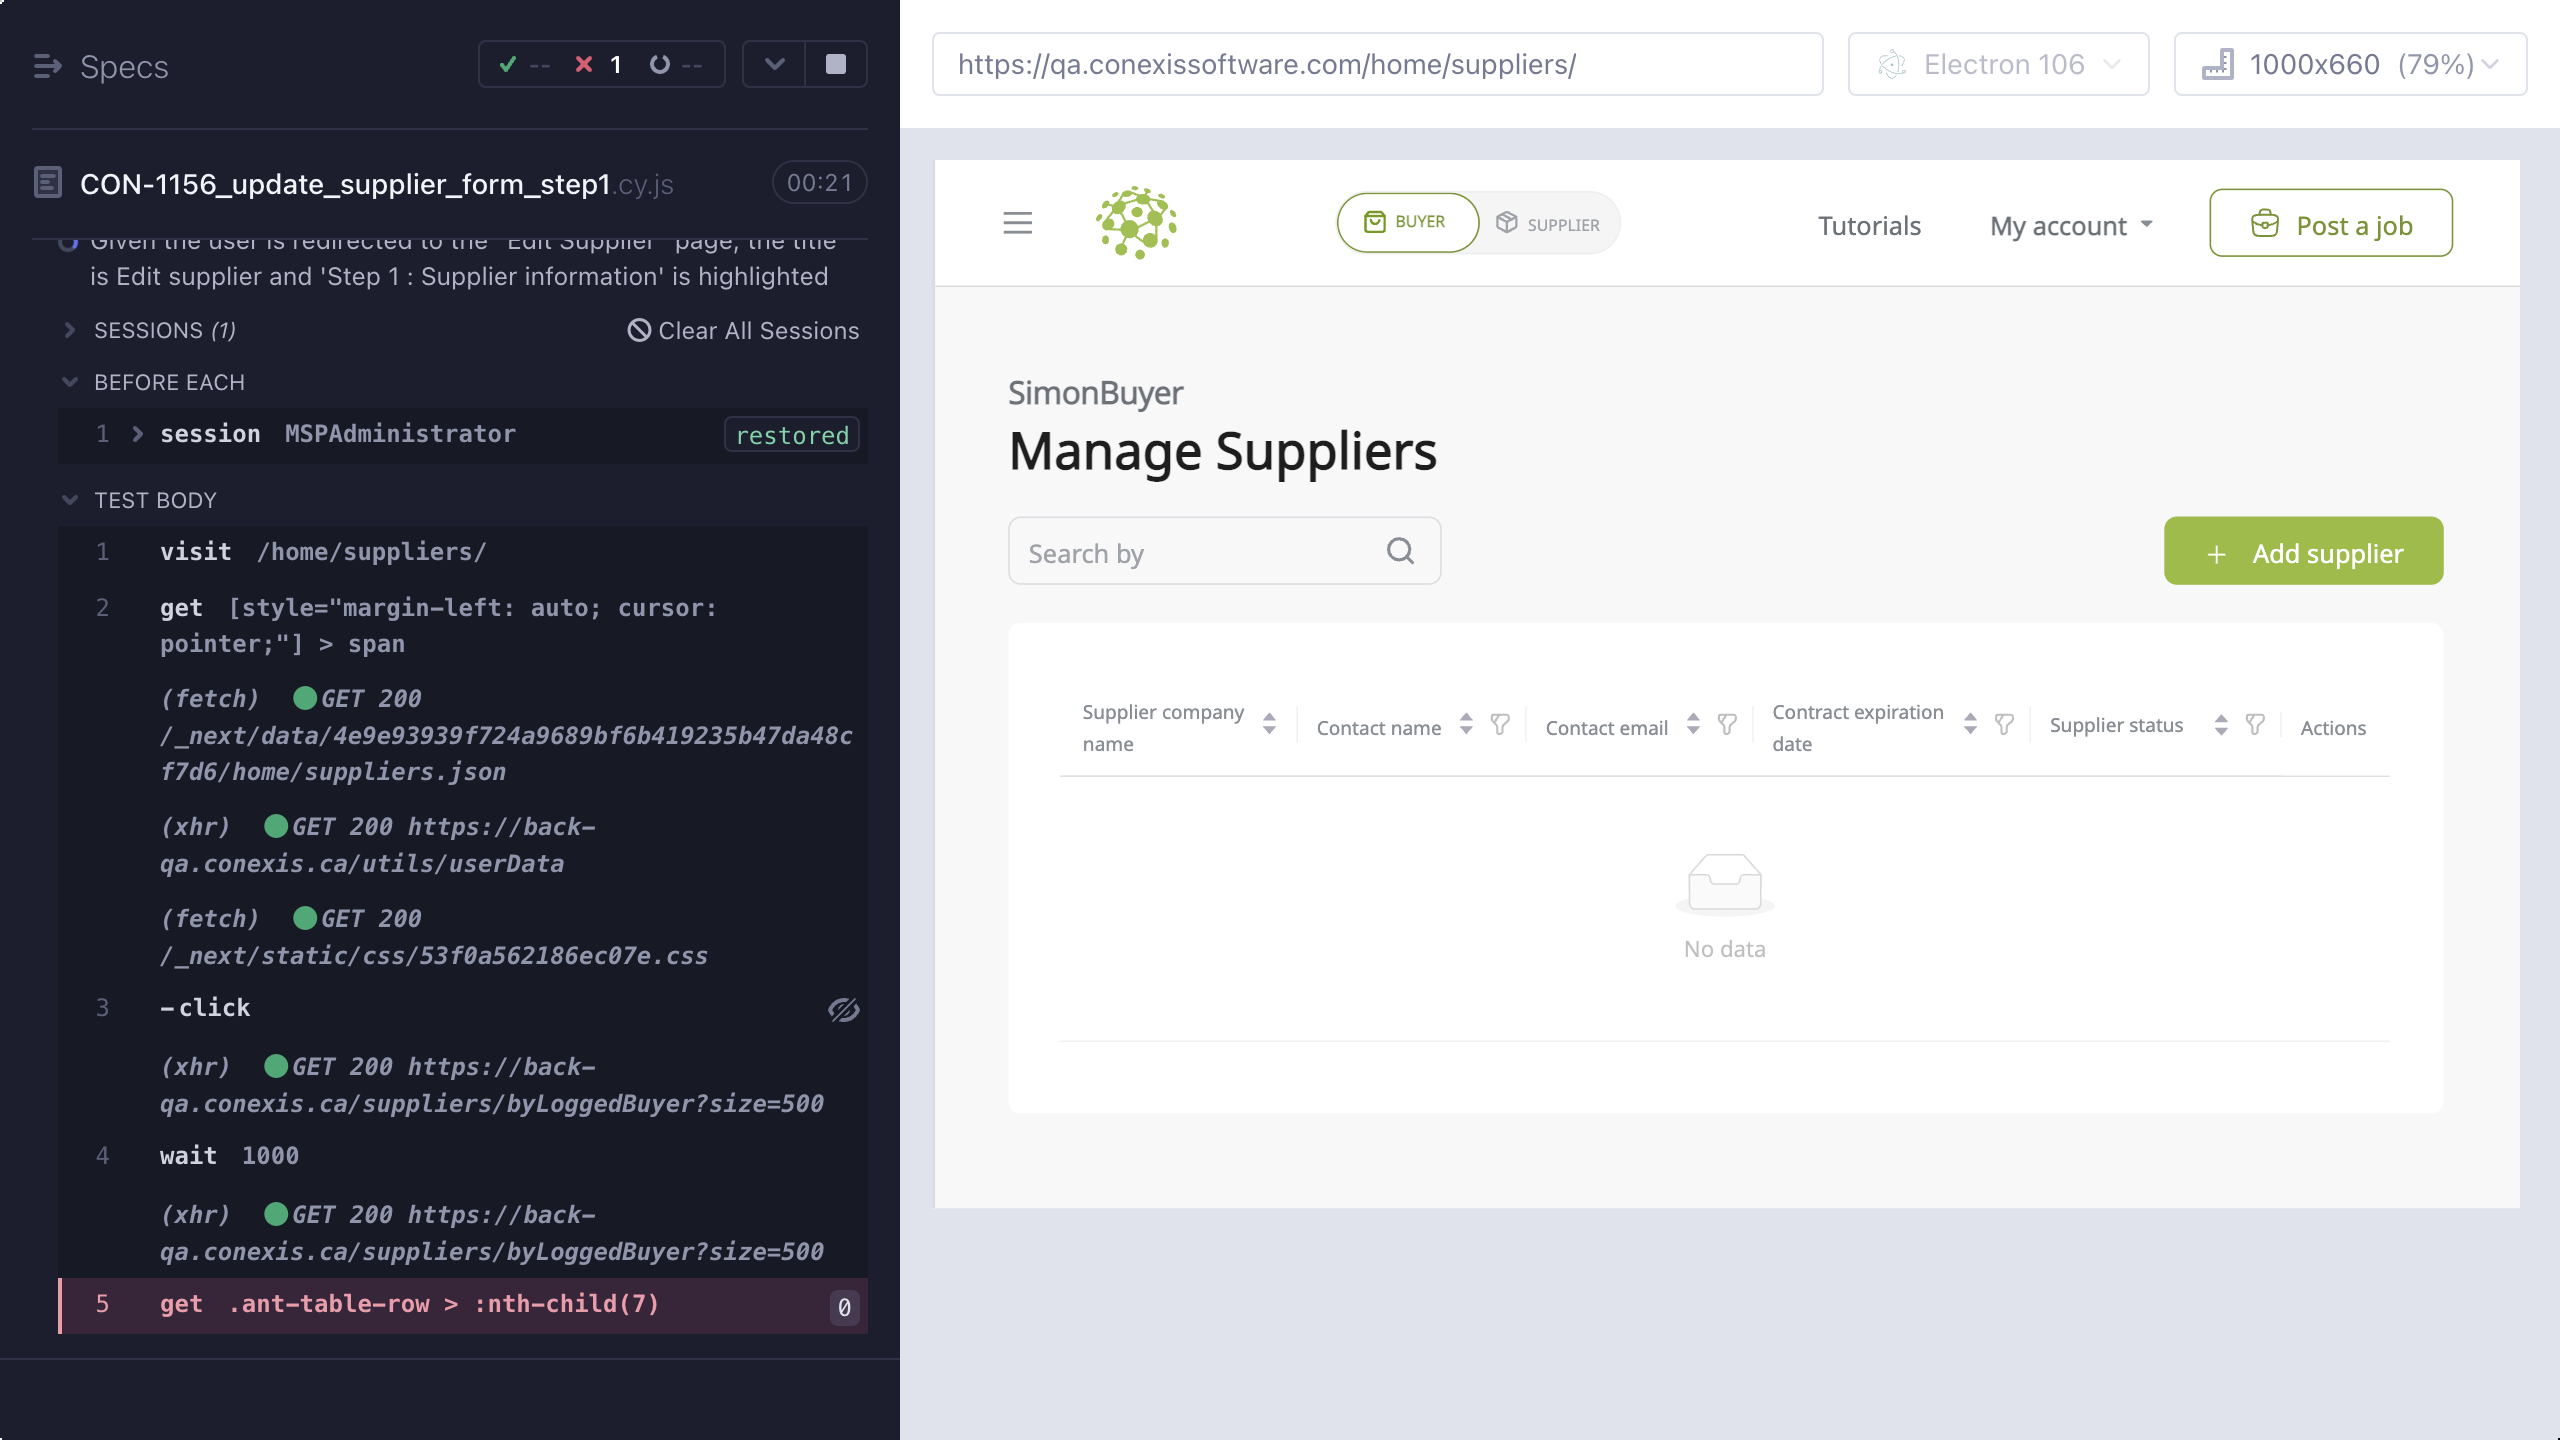 Specs
-- 1 --
CON-1156_update_supplier_form_step1.cy.js 00:21
Given the user is redirected to the "Edit Supplier" page, the title
is Edit supplier and 'Step 1 : Supplier information' is highlighted
SESSIONS (1) Clear All Sessions
BEFORE EACH
1 session MSPAdministrator restored
TEST BODY
1 visit /home/suppliers/
2 get [style="margin-left: auto; cursor:
pointer;"] > span
(fetch) GET 200
/_next/data/4e9e93939f724a9689bf6b419235b47da48c
f7d6/home/suppliers.json
(xhr) GET 200 https://back-
qa.conexis.ca/utils/userData
(fetch) GET 200
/_next/static/css/53f0a562186ec07e.css
3 -click
(xhr) GET 200 https://back-
qa.conexis.ca/suppliers/byLoggedBuyer?size=500
4 wait 1000
(xhr) GET 200 https://back-
qa.conexis.ca/suppliers/byLoggedBuyer?size=500
5 get .ant-table-row > :nth-child(7) 0
https://qa.conexissoftware.com/home/suppliers/
Electron 106
1000x660 (79%)
BUYER
SUPPLIER
Tutorials
My account
Post a job
SimonBuyer
Manage Suppliers
Search by
+ Add supplier
Supplier company
name
Contact name
Contact email
Contract expiration
date
Supplier status
Actions
No data